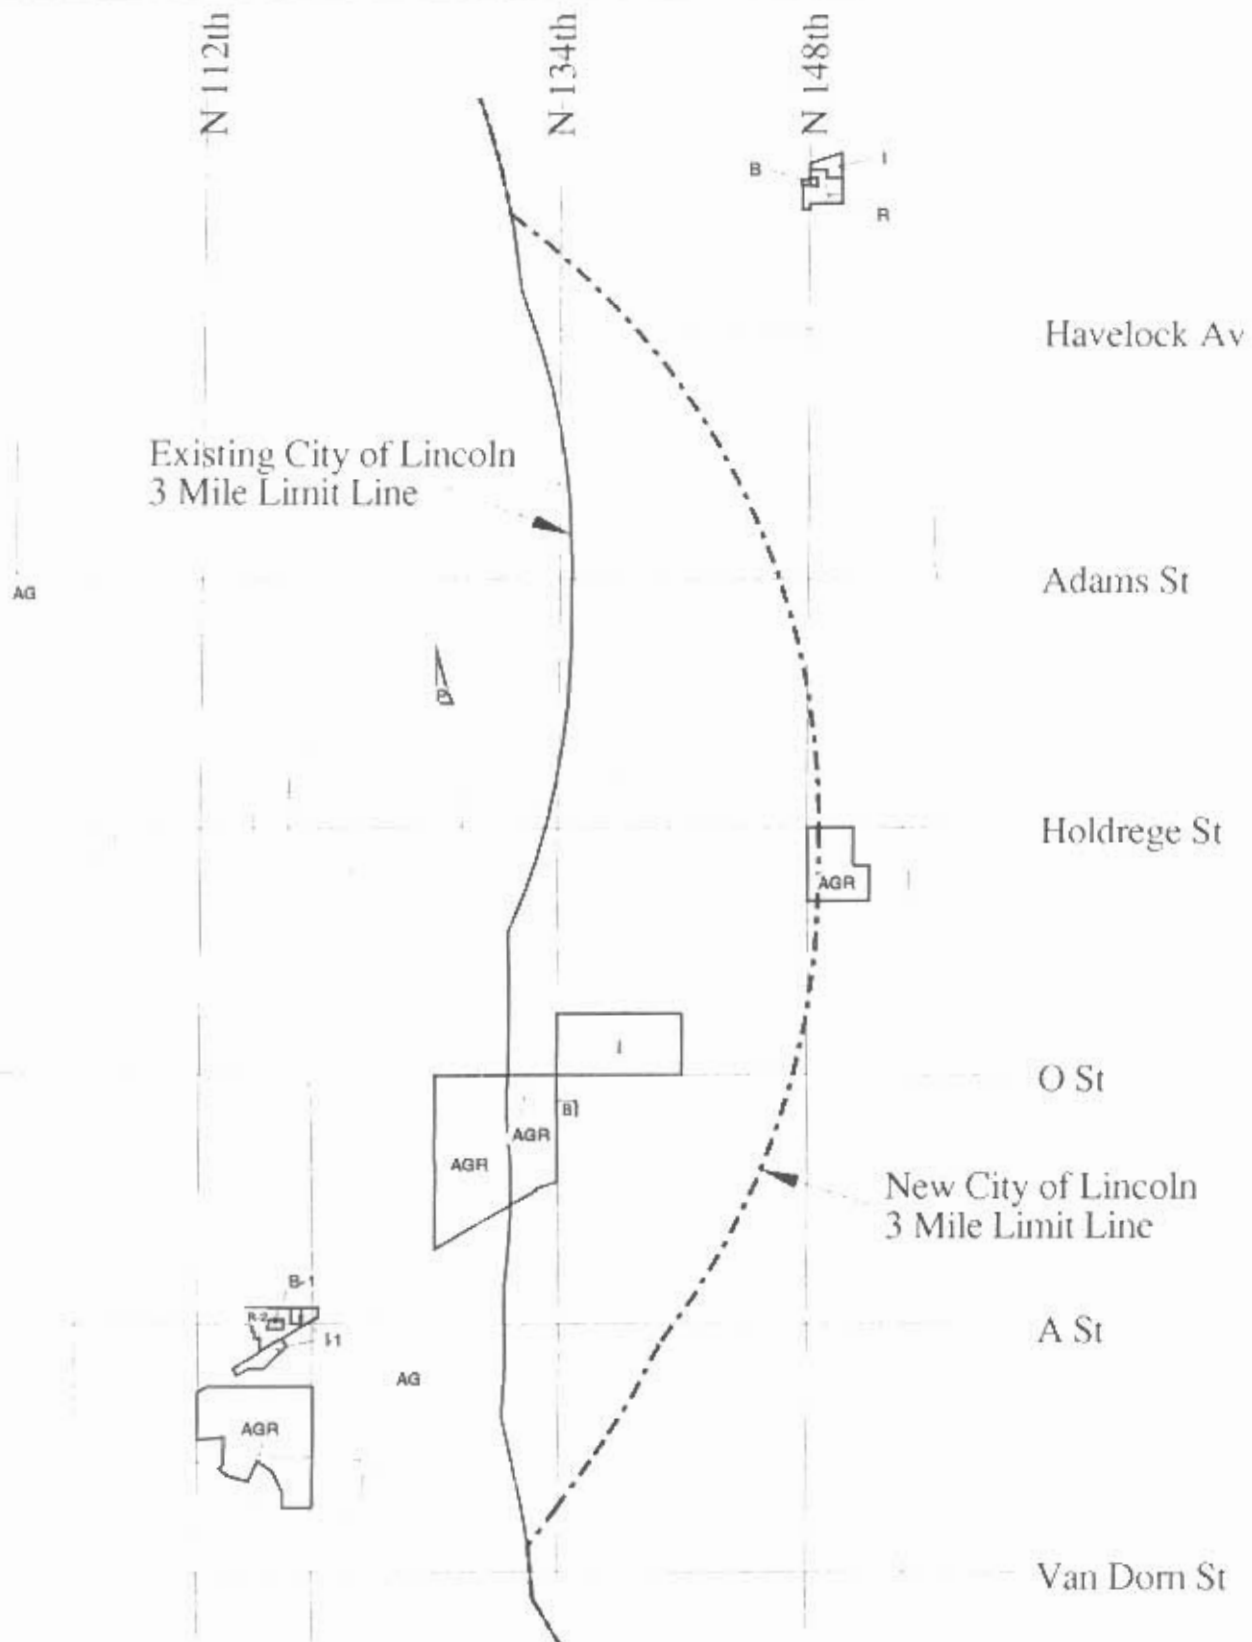 N 112th
N 134th
N 148th
B
I
R
Havelock Av
Existing City of Lincoln
3 Mile Limit Line
Adams St
AG
P
Holdrege St
AGR
I
O St
B
AGR
AGR
New City of Lincoln
3 Mile Limit Line
B-1
R-2
A St
I-1
AG
AGR
Van Dorn St